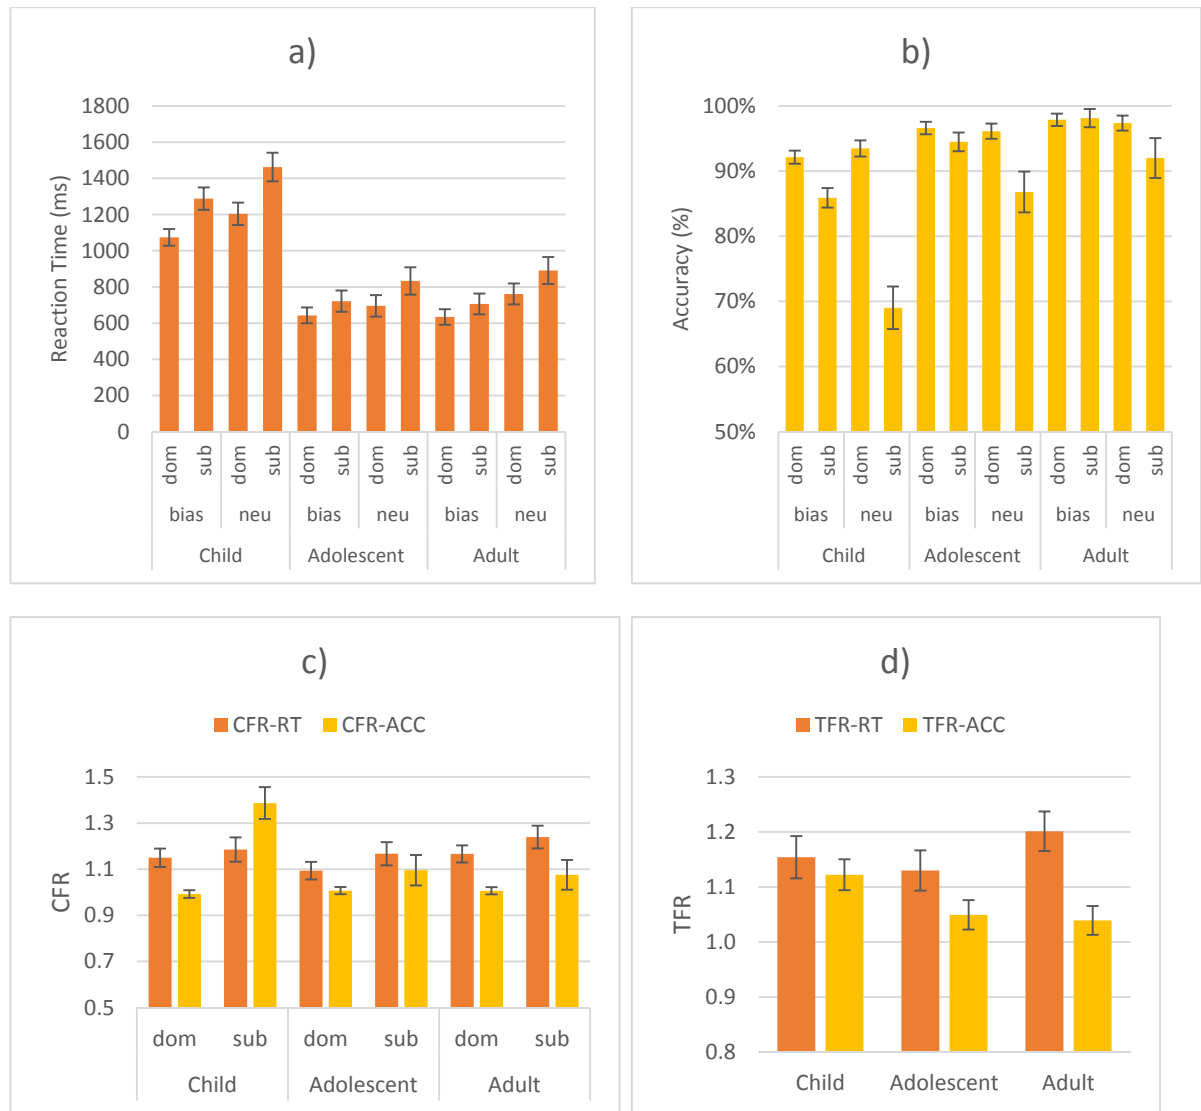 a)
Reaction Time (ms)
1800
1600
1400
1200
1000
800
600
400
200
0
dom sub dom sub dom sub dom sub dom sub dom sub
bias neu bias neu bias neu
Child Adolescent Adult
b)
Accuracy (%)
100%
90%
80%
70%
60%
50%
dom sub dom sub dom sub dom sub dom sub dom sub
bias neu bias neu bias neu
Child Adolescent Adult
c)
CFR-RT CFR-ACC
CFR
1.5
1.3
1.1
0.9
0.7
0.5
dom sub dom sub dom sub
Child Adolescent Adult
d)
TFR-RT TFR-ACC
TFR
1.3
1.2
1.1
1.0
0.9
0.8
Child Adolescent Adult